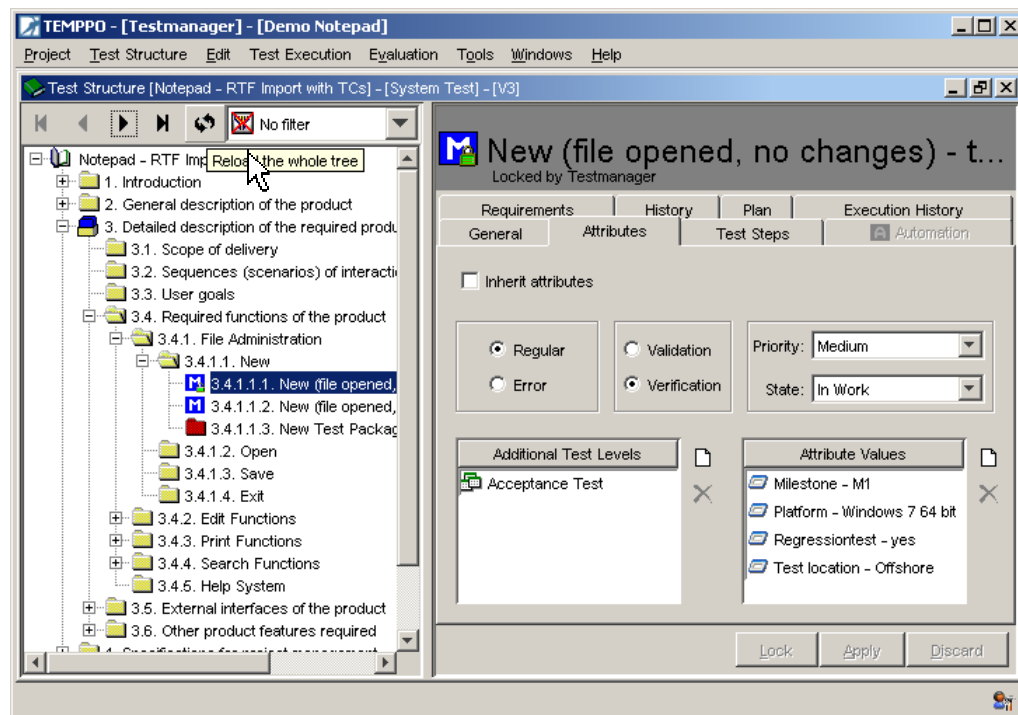 TEMPPO - [Testmanager] - [Demo Notepad]
Project Test Structure Edit Test Execution Evaluation Tools Windows Help
Test Structure [Notepad - RTF Import with TCs] - [System Test] - [V3]
No filter
Reload the whole tree
Notepad - RTF Imp
1. Introduction
2. General description of the product
3. Detailed description of the required produ
3.1. Scope of delivery
3.2. Sequences (scenarios) of interacti
3.3. User goals
3.4. Required functions of the product
3.4.1. File Administration
3.4.1.1. New
M 3.4.1.1.1. New (file opened,
M 3.4.1.1.2. New (file opened,
3.4.1.1.3. New Test Packag
3.4.1.2. Open
3.4.1.3. Save
3.4.1.4. Exit
3.4.2. Edit Functions
3.4.3. Print Functions
3.4.4. Search Functions
3.4.5. Help System
3.5. External interfaces of the product
3.6. Other product features required
M New (file opened, no changes) - t...
Locked by Testmanager
Requirements History Plan Execution History
General Attributes Test Steps A Automation
Inherit attributes
Regular Validation Priority: Medium
Error Verification State: In Work
Additional Test Levels
Acceptance Test
Attribute Values
Milestone - M1
Platform - Windows 7 64 bit
Regressiontest - yes
Test location - Offshore
Lock Apply Discard